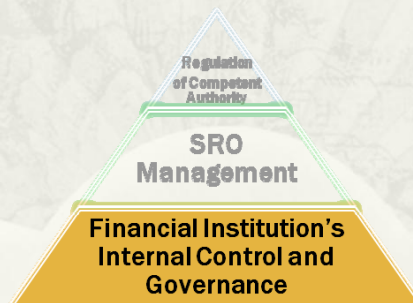 Regulation
of Competent
Authority
SRO
Management
Financial Institution's
Internal Control and
Governance